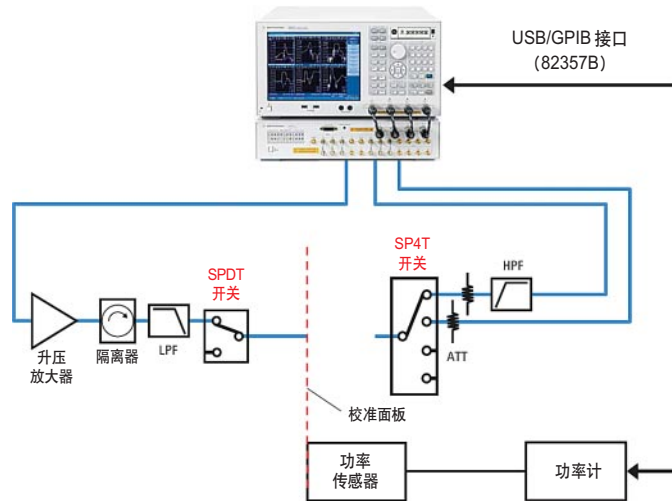 USB/GPIB 接口
(82357B)
SP4T
开关
HPF
SPDT
开关
ATT
升压
放大器
隔离器
LPF
校准面板
功率
传感器
功率计